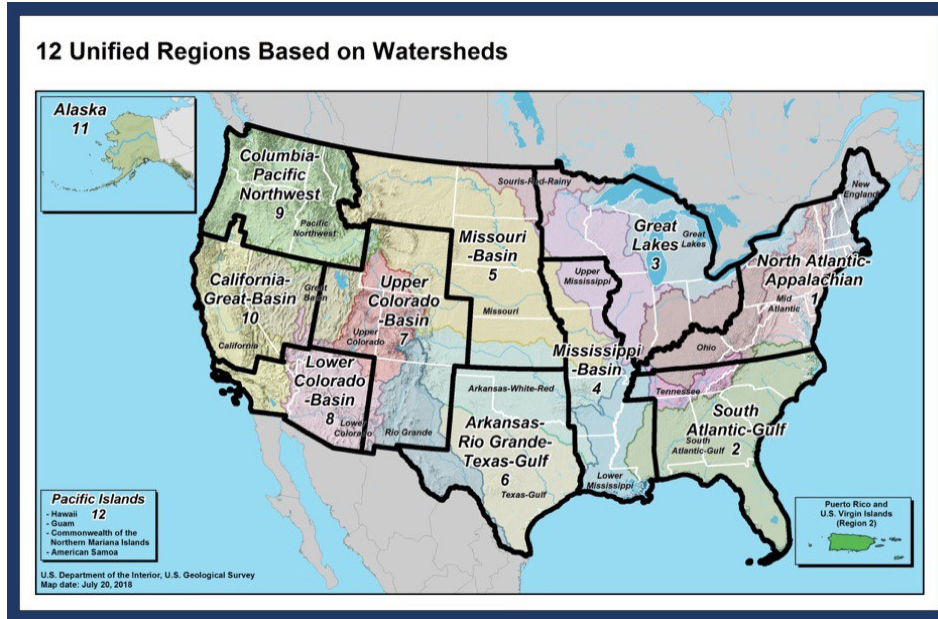 12 Unified Regions Based on Watersheds
Alaska
11
Columbia-
Pacific
Northwest
9
Pacific
Northwest
Souris-Red-Rainy
Missouri
-Basin
5
Missouri
Great
Lakes
3
Great
Lakes
New
England
North Atlantic-
Appalachian
1
Mid
Atlantic
California-
Great-Basin
10
Great
Basin
California
Upper
Colorado
-Basin
7
Upper
Colorado
Upper
Mississippi
Ohio
Mississippi
-Basin
4
Lower
Colorado
-Basin
8
Lower
Colorado
Rio Grande
Arkansas-White-Red
Arkansas-
Rio Grande-
Texas-Gulf
6
Texas-Gulf
Lower
Mississippi
Tennessee
South
Atlantic-Gulf
2
South
Atlantic-Gulf
Pacific Islands
12
- Hawaii
- Guam
- Commonwealth of the
Northern Mariana Islands
- American Samoa
Puerto Rico and
U.S. Virgin Islands
(Region 2)
U.S. Department of the Interior, U.S. Geological Survey
Map date: July 20, 2018